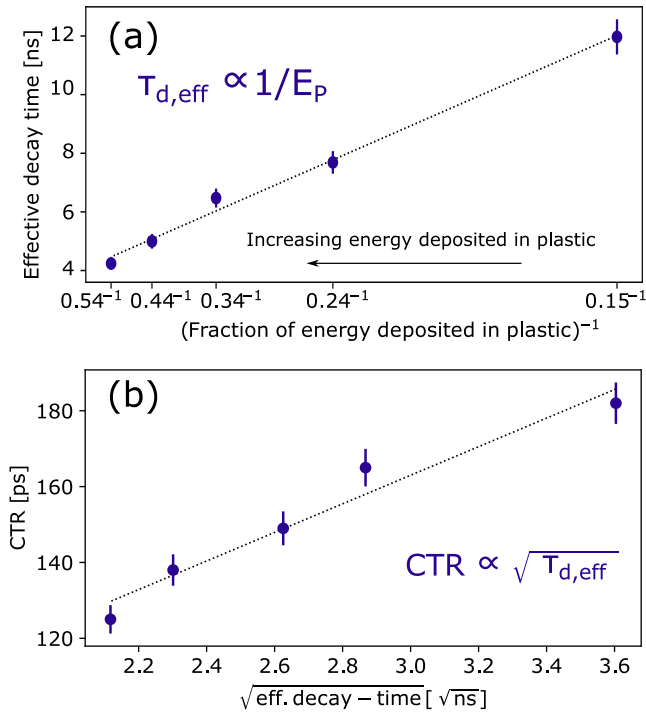 (a)
τd,eff ∝1/EP
Effective decay time [ns]
12
10
8
6
4
Increasing energy deposited in plastic
0.54⁻¹ 0.44⁻¹ 0.34⁻¹ 0.24⁻¹ 0.15⁻¹
(Fraction of energy deposited in plastic)⁻¹
(b)
CTR [ps]
180
160
140
120
CTR ∝ √τd,eff
2.2 2.4 2.6 2.8 3.0 3.2 3.4 3.6
√eff.decay−time[√ns]